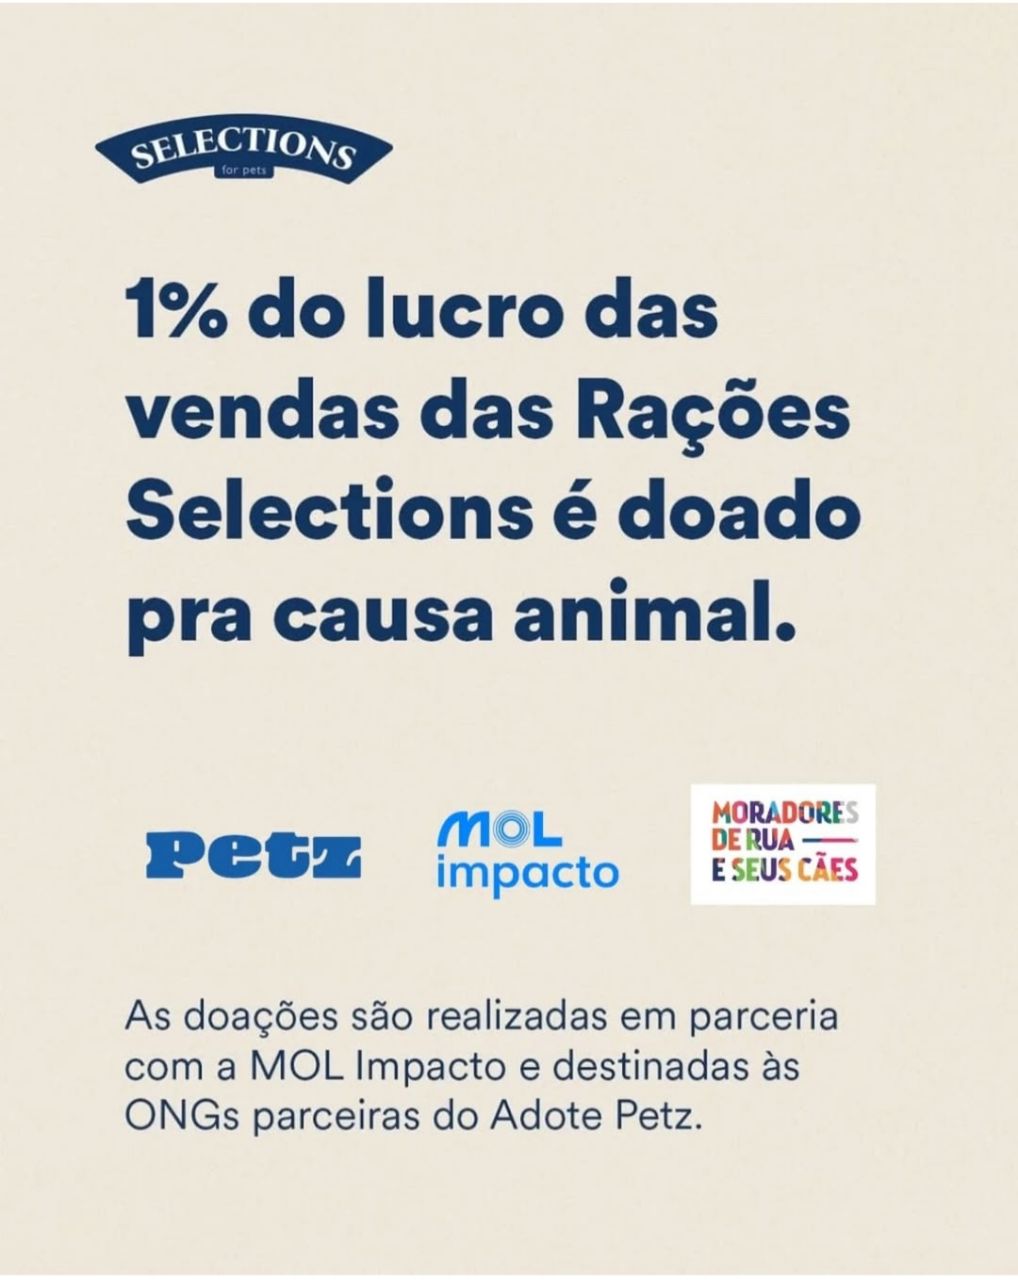 SELECTIONS
for pets
1% do lucro das
vendas das Rações
Selections é doado
pra causa animal.
Petz
MOL
impacto
MORADORES
DE RUA
E SEUS CÃES
As doações são realizadas em parceria
com a MOL Impacto e destinadas às
ONGs parceiras do Adote Petz.